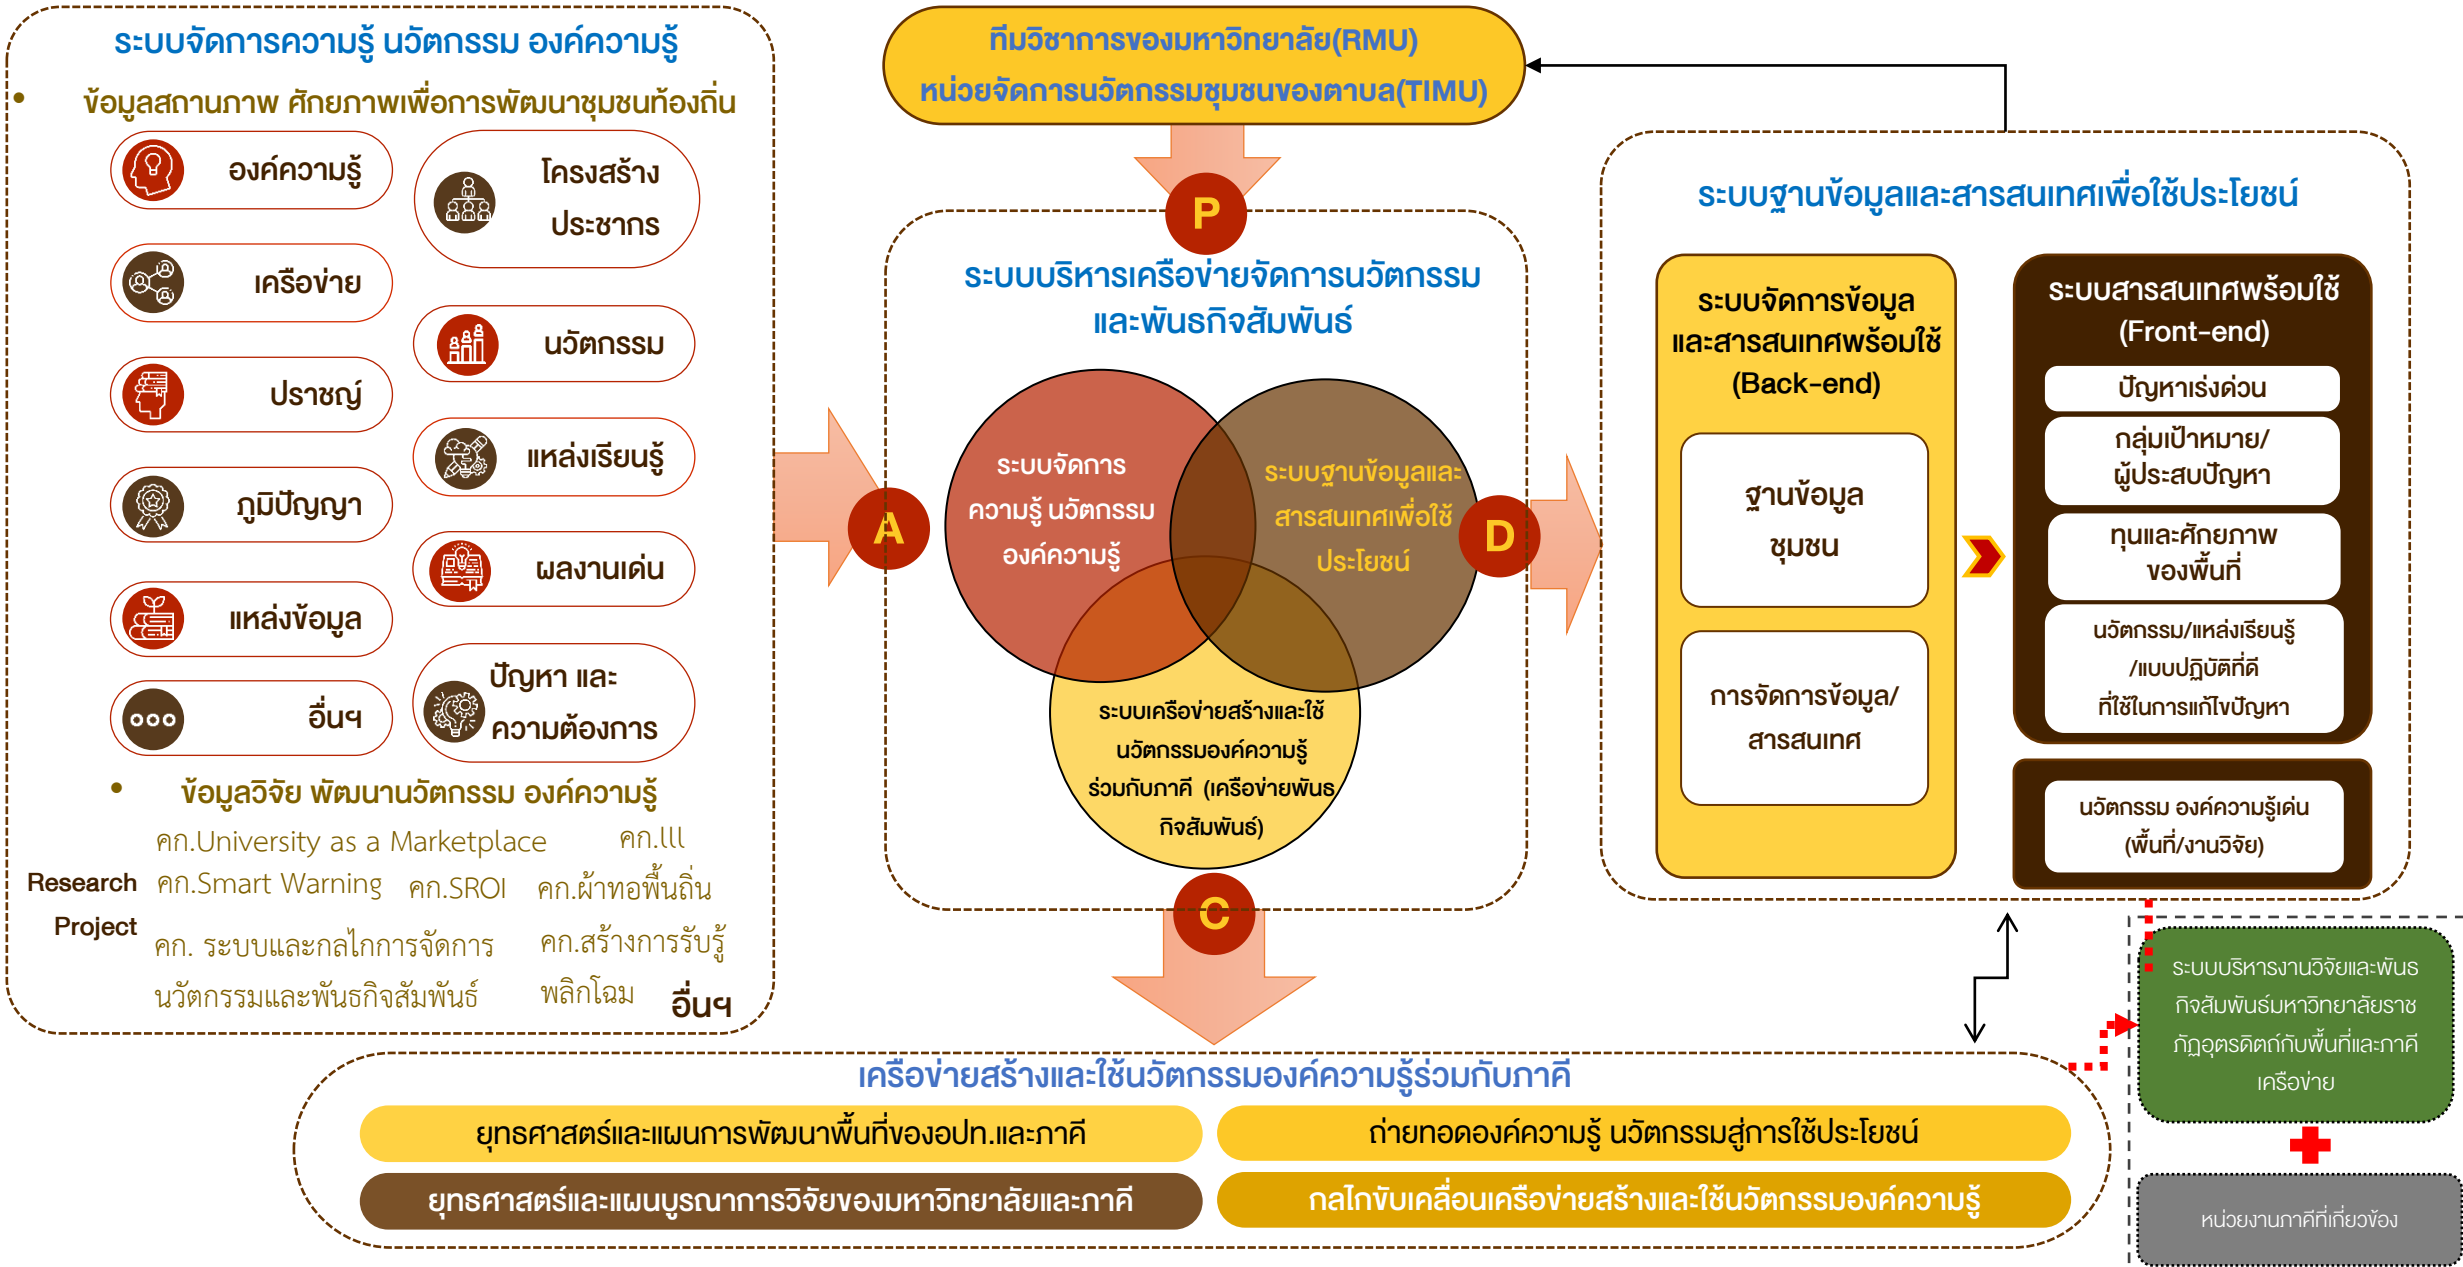 ระบบจัดการความรู้ นวัตกรรม องค์ความรู้
• ข้อมูลสถานภาพ ศักยภาพเพื่อการพัฒนาชุมชนท้องถิ่น
องค์ความรู้
โครงสร้าง
ประชากร
เครือข่าย
นวัตกรรม
ปราชญ์
แหล่งเรียนรู้
ภูมิปัญญา
ผลงานเด่น
แหล่งข้อมูล
ปัญหา และ
ความต้องการ
อื่นๆ
• ข้อมูลวิจัย พัฒนานวัตกรรม องค์ความรู้
คก.University as a Marketplace
คก.lll
Research
Project
คก.Smart Warning
คก.SROI
คก.ผ้าทอพื้นถิ่น
คก. ระบบและกลไกการจัดการ
นวัตกรรมและพันธกิจสัมพันธ์
คก.สร้างการรับรู้
พลิกโฉม
อื่นๆ
ทีมวิชาการของมหาวิทยาลัย(RMU)
หน่วยจัดการนวัตกรรมชุมชนของตาบล(TIMU)
P
ระบบบริหารเครือข่ายจัดการนวัตกรรม
และพันธกิจสัมพันธ์
A
ระบบจัดการ
ความรู้ นวัตกรรม
องค์ความรู้
ระบบฐานข้อมูลและ
สารสนเทศเพื่อใช้
ประโยชน์
D
ระบบเครือข่ายสร้างและใช้
นวัตกรรมองค์ความรู้
ร่วมกับภาคี (เครือข่ายพันธ
กิจสัมพันธ์)
C
ระบบฐานข้อมูลและสารสนเทศเพื่อใช้ประโยชน์
ระบบจัดการข้อมูล
และสารสนเทศพร้อมใช้
(Back-end)
ฐานข้อมูล
ชุมชน
การจัดการข้อมูล/
สารสนเทศ
ระบบสารสนเทศพร้อมใช้
(Front-end)
ปัญหาเร่งด่วน
กลุ่มเป้าหมาย/
ผู้ประสบปัญหา
ทุนและศักยภาพ
ของพื้นที่
นวัตกรรม/แหล่งเรียนรู้
/แบบปฏิบัติที่ดี
ที่ใช้ในการแก้ไขปัญหา
นวัตกรรม องค์ความรู้เด่น
(พื้นที่/งานวิจัย)
ระบบบริหารงานวิจัยและพันธ
กิจสัมพันธ์มหาวิทยาลัยราช
ภัฏอุตรดิตถ์กับพื้นที่และภาคี
เครือข่าย
หน่วยงานภาคีที่เกี่ยวข้อง
เครือข่ายสร้างและใช้นวัตกรรมองค์ความรู้ร่วมกับภาคี
ยุทธศาสตร์และแผนการพัฒนาพื้นที่ของอปท.และภาคี
ถ่ายทอดองค์ความรู้ นวัตกรรมสู่การใช้ประโยชน์
ยุทธศาสตร์และแผนบูรณาการวิจัยของมหาวิทยาลัยและภาคี
กลไกขับเคลื่อนเครือข่ายสร้างและใช้นวัตกรรมองค์ความรู้